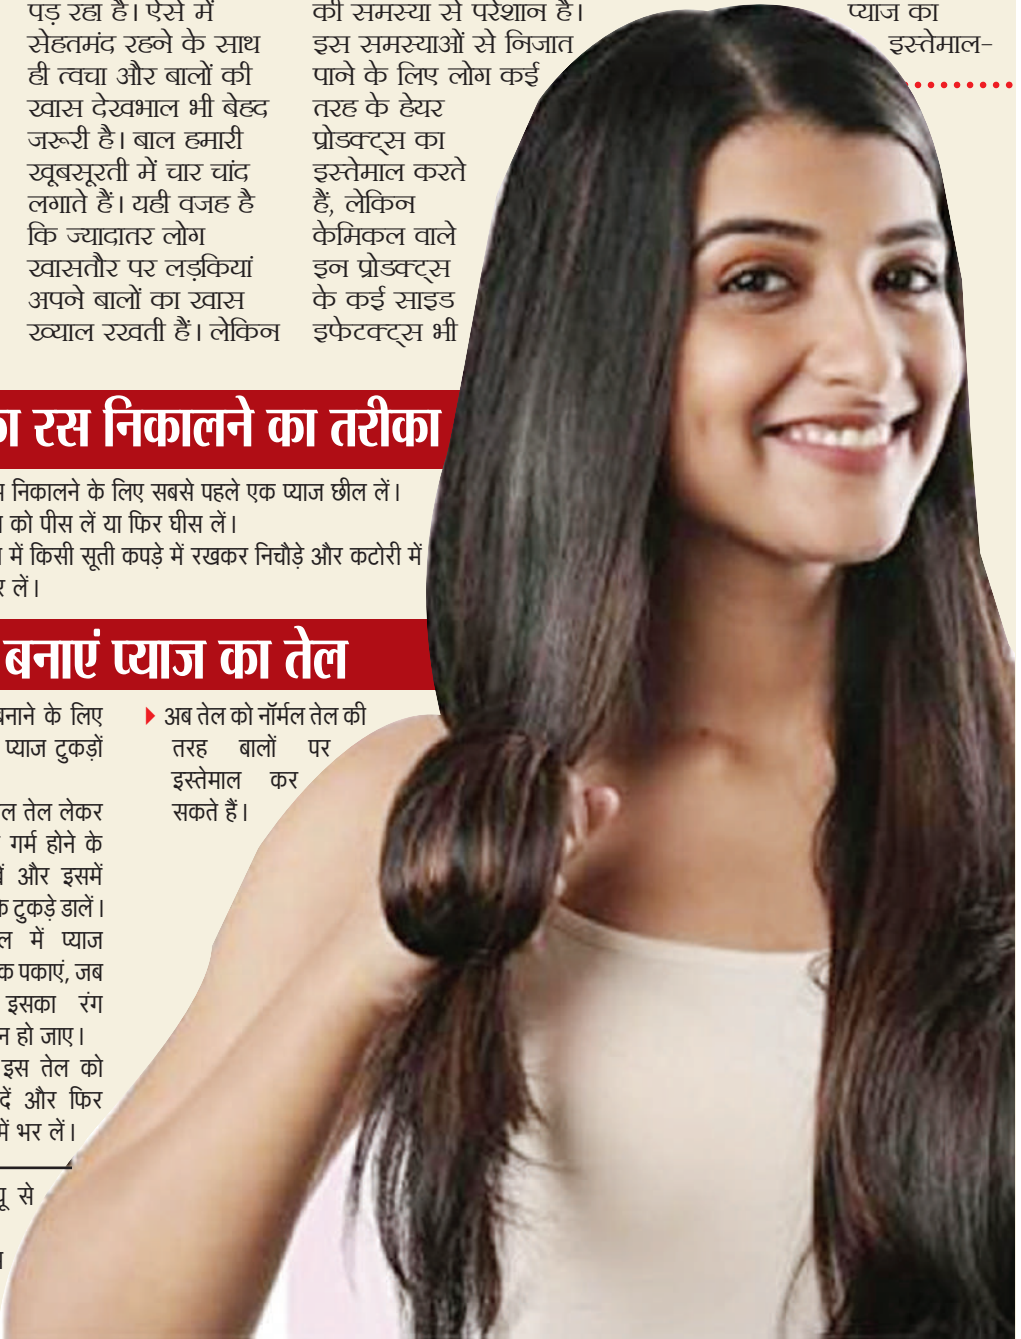 पड़ रहा है। ऐसे में
सेहतमंद रहने के साथ
ही त्वचा और बालों की
खास देखभाल भी बेहद
जरूरी है। बाल हमारी
खूबसूरती में चार चांद
लगाते हैं। यही वजह है
कि ज्यादातर लोग
खासतौर पर लड़कियां
अपने बालों का खास
ख्याल रखती हैं। लेकिन
की समस्या से परेशान है।
इस समस्याओं से निजात
पाने के लिए लोग कई
तरह के हेयर
प्रोडक्ट्स का
इस्तेमाल करते
हैं, लेकिन
केमिकल वाले
इन प्रोडक्ट्स
के कई साइड
इफेटक्ट्स भी
प्याज का
इस्तेमाल-
का रस निकालने का तरीका
निकालने के लिए सबसे पहले एक प्याज छील लें।
को पीस लें या फिर घीस लें।
में किसी सूती कपड़े में रखकर निचौड़े और कटोरी में
लें।
बनाएं प्याज का तेल
बनाने के लिए
प्याज टुकड़ों
तेल लेकर
गर्म होने के
और इसमें
टुकड़े डालें।
में प्याज
पकाएं, जब
इसका रंग
हो जाए।
इस तेल को
दें और फिर
में भर लें।
से
अब तेल को नॉर्मल तेल की
तरह बालों पर
इस्तेमाल कर
सकते हैं।